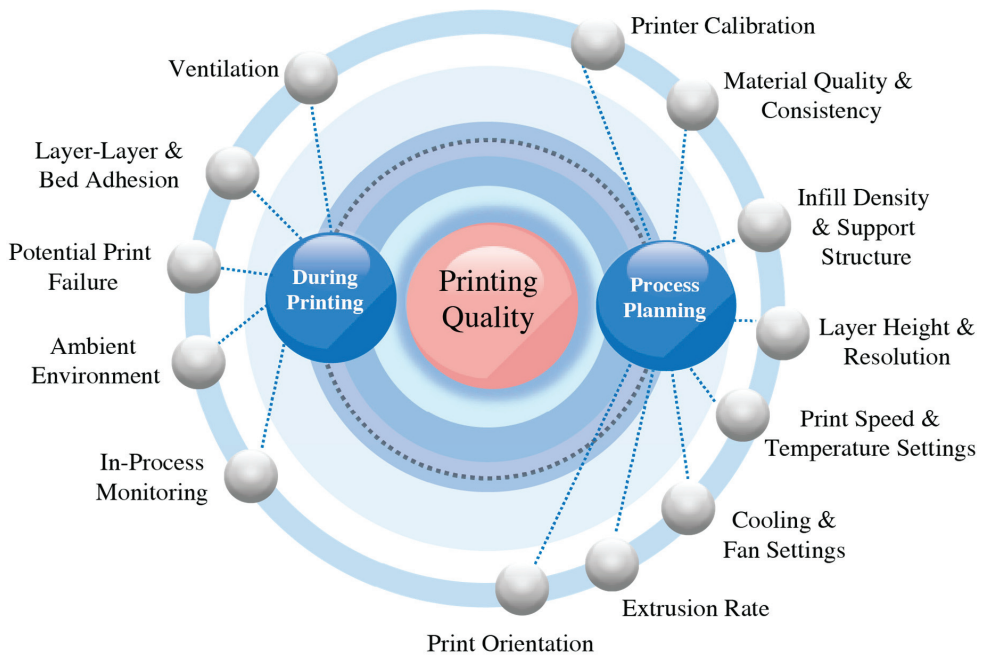 Printer Calibration
Ventilation
Material Quality &
Consistency
Layer-Layer &
Bed Adhesion
Infill Density
& Support
Structure
Potential Print
Failure
During
Printing
Printing
Quality
Process
Planning
Layer Height &
Resolution
Ambient
Environment
Print Speed &
Temperature Settings
In-Process
Monitoring
Cooling &
Fan Settings
Extrusion Rate
Print Orientation